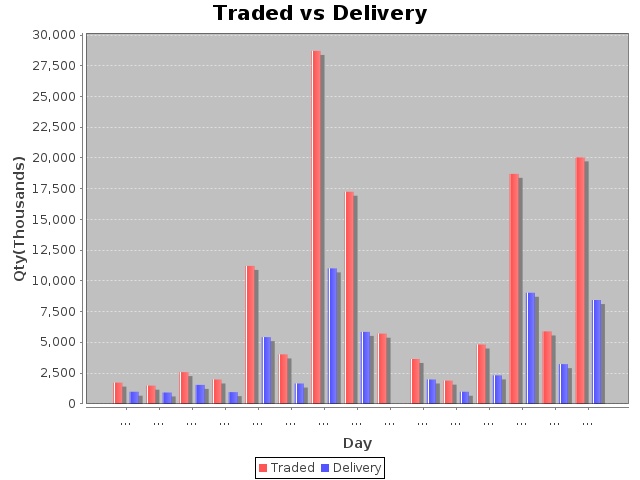 Traded vs Delivery
30,000
27,500
25,000
22,500
20,000
17,500
15,000
12,500
10,000
7,500
5,000
2,500
0
Qty(Thousands)
... ... ... ... ... ... ... ... ... ... ... ... ... ... ...
Day
Traded Delivery